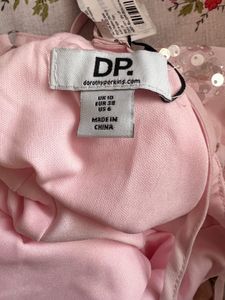 DP.
dorothyperkins.com
UK 10
EUR 38
US 6
MADE IN
CHINA